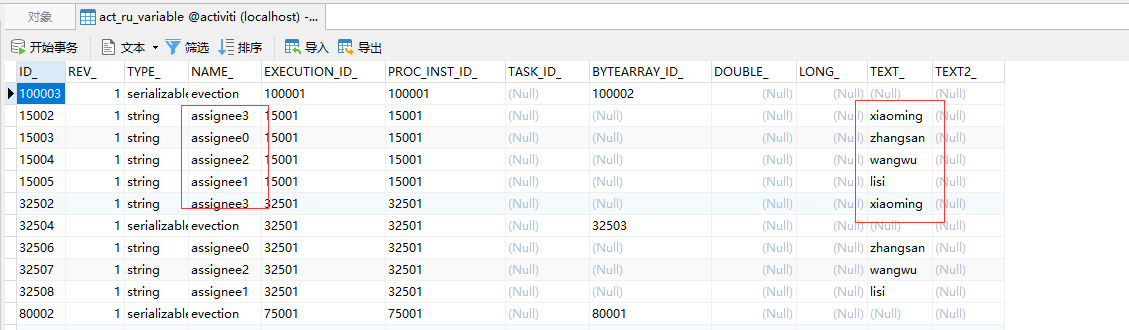 对象 act_ru_variable @activiti (localhost) -...
开始事务 文本 筛选 排序 导入 导出
ID_ REV_ TYPE_ NAME_ EXECUTION_ID_ PROC_INST_ID_ TASK_ID_ BYTEARRAY_ID_ DOUBLE_ LONG_ TEXT_ TEXT2_
100003 1 serializable evection 100001 100001 (Null) 100002 (Null) (Null) (Null) (Null)
15002 1 string assignee3 15001 15001 (Null) (Null) (Null) (Null) xiaoming (Null)
15003 1 string assignee0 15001 15001 (Null) (Null) (Null) (Null) zhangsan (Null)
15004 1 string assignee2 15001 15001 (Null) (Null) (Null) (Null) wangwu (Null)
15005 1 string assignee1 15001 15001 (Null) (Null) (Null) (Null) lisi (Null)
32502 1 string assignee3 32501 32501 (Null) (Null) (Null) (Null) xiaoming (Null)
32504 1 serializable evection 32501 32501 (Null) 32503 (Null) (Null) (Null) (Null)
32506 1 string assignee0 32501 32501 (Null) (Null) (Null) (Null) zhangsan (Null)
32507 1 string assignee2 32501 32501 (Null) (Null) (Null) (Null) wangwu (Null)
32508 1 string assignee1 32501 32501 (Null) (Null) (Null) (Null) lisi (Null)
80002 1 serializable evection 75001 75001 (Null) 80001 (Null) (Null) (Null) (Null)